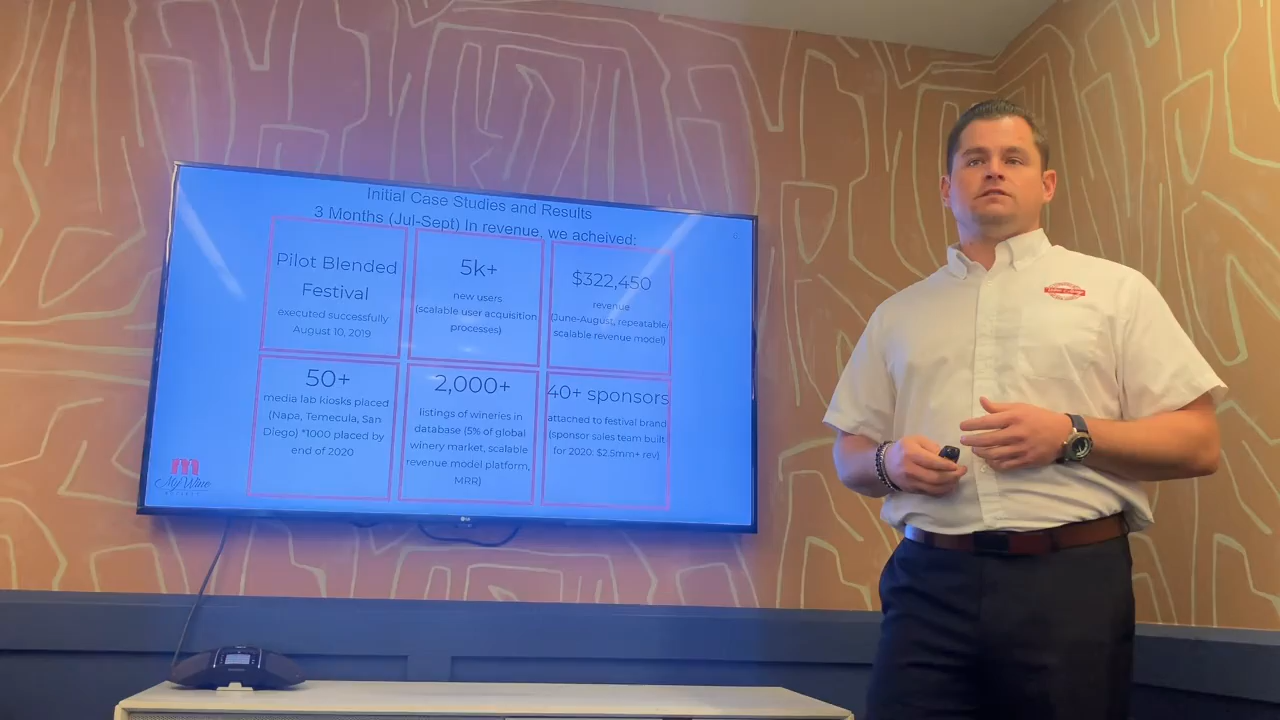 Initial Case Studies and Results
3 Months (Jul-Sept) In revenue, we acheived:
Pilot Blended
Festival
executed successfully
August 10, 2019
5k+
new users
(scalable user acquisition
processes)
$322,450
revenue
(June-August, repeatable/
scalable revenue model)
50+
media lab kiosks placed
(Napa, Temecula, San
Diego) *1000 placed by
end of 2020
2,000+
listings of wineries in
database (5% of global
winery market, scalable
revenue model platform,
MRR)
40+ sponsors
attached to festival brand
(sponsor sales team built
for 2020: $2.5mm+ rev)
m
My Wine
LG